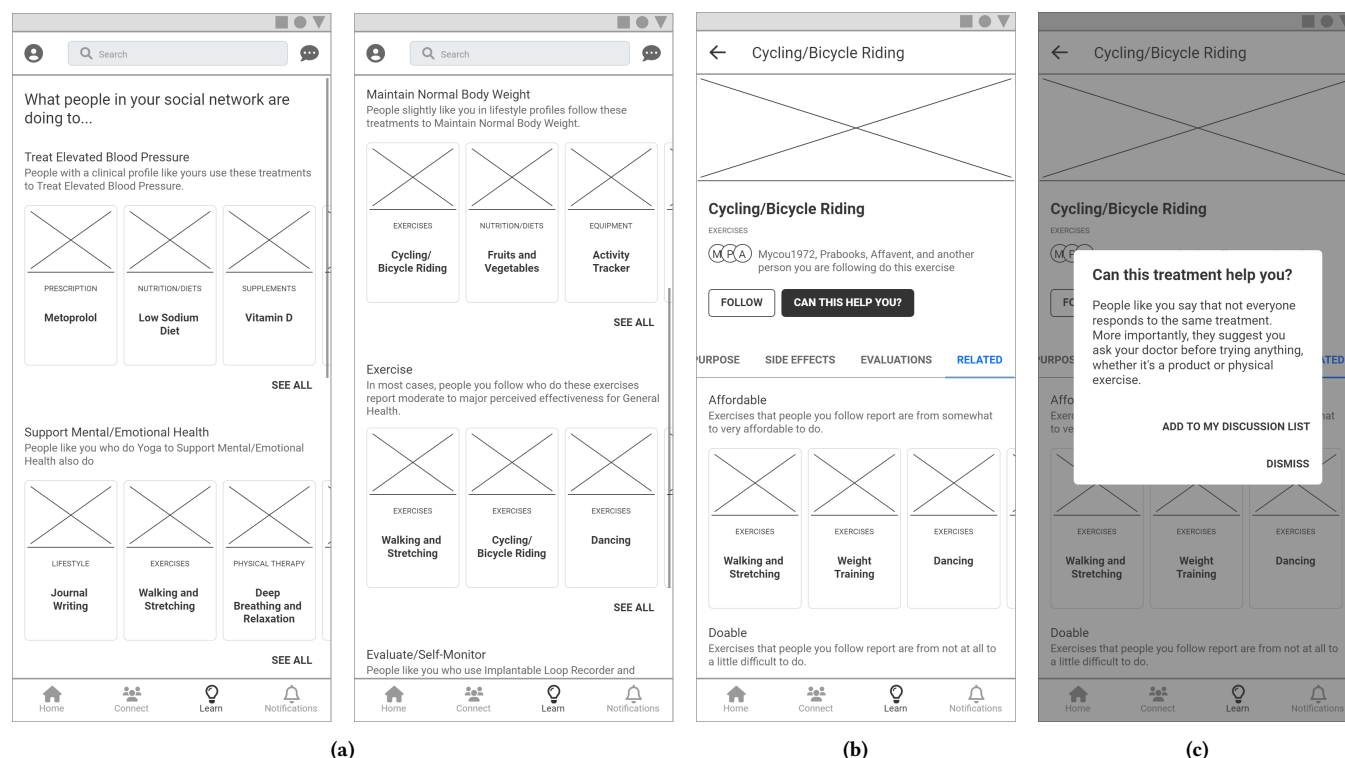 Search
What people in your social network are
doing to...
Treat Elevated Blood Pressure
People with a clinical profile like yours use these treatments
to Treat Elevated Blood Pressure.
PRESCRIPTION
Metoprolol
NUTRITION/DIETS
Low Sodium
Diet
SUPPLEMENTS
Vitamin D
SEE ALL
Support Mental/Emotional Health
People like you who do Yoga to Support Mental/Emotional
Health also do
LIFESTYLE
Journal
Writing
EXERCISES
Walking and
Stretching
PHYSICAL THERAPY
Deep
Breathing and
Relaxation
SEE ALL
Home
Connect
Learn
Notifications
Search
Maintain Normal Body Weight
People slightly like you in lifestyle profiles follow these
treatments to Maintain Normal Body Weight.
EXERCISES
Cycling/
Bicycle Riding
NUTRITION/DIETS
Fruits and
Vegetables
EQUIPMENT
Activity
Tracker
SEE ALL
Exercise
In most cases, people you follow who do these exercises
report moderate to major perceived effectiveness for General
Health.
EXERCISES
Walking and
Stretching
EXERCISES
Cycling/
Bicycle Riding
EXERCISES
Dancing
SEE ALL
Evaluate/Self-Monitor
People like you who use Implantable Loop Recorder and
Home
Connect
Learn
Notifications
(a)
Cycling/Bicycle Riding
Cycling/Bicycle Riding
EXERCISES
M P A
Mycou1972, Prabooks, Affavent, and another
person you are following do this exercise
FOLLOW
CAN THIS HELP YOU?
URPOSE
SIDE EFFECTS
EVALUATIONS
RELATED
Affordable
Exercises that people you follow report are from somewhat
to very affordable to do.
EXERCISES
Walking and
Stretching
EXERCISES
Weight
Training
EXERCISES
Dancing
Doable
Exercises that people you follow report are from not at all to
a little difficult to do.
Home
Connect
Learn
Notifications
(b)
Cycling/Bicycle Riding
Cycling/Bicycle Riding
EXERCISES
M P
FO
Can this treatment help you?
People like you say that not everyone
responds to the same treatment.
More importantly, they suggest you
ask your doctor before trying anything,
whether it's a product or physical
exercise.
ADD TO MY DISCUSSION LIST
DISMISS
URPOS
ATED
Affo
Exerc
hat
to ve
EXERCISES
Walking and
Stretching
EXERCISES
Weight
Training
EXERCISES
Dancing
Doable
Exercises that people you follow report are from not at all to
a little difficult to do.
Home
Connect
Learn
Notifications
(c)